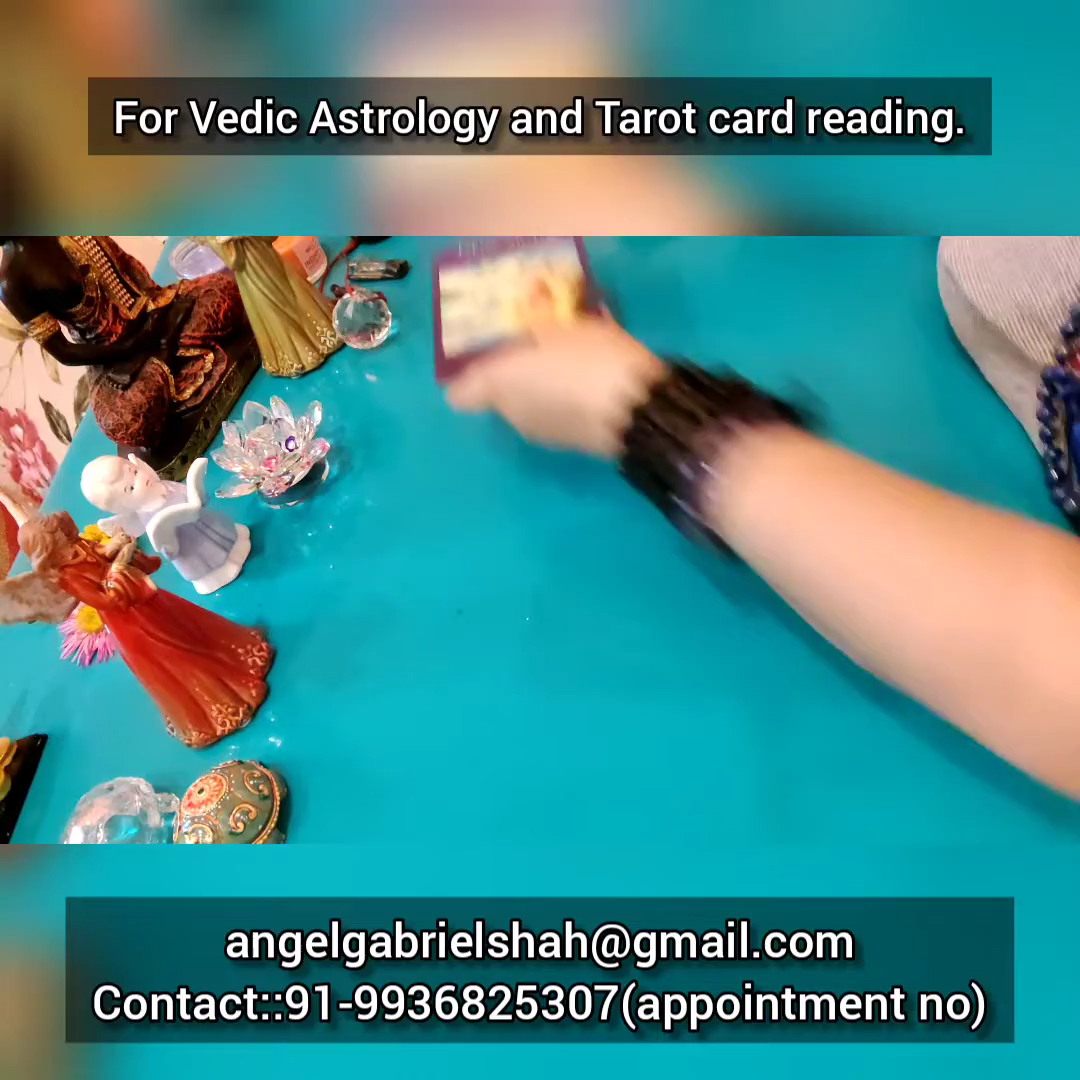 For Vedic Astrology and Tarot card reading.
angelgabrielshah@gmail.com
Contact::91-9936825307(appointment no)